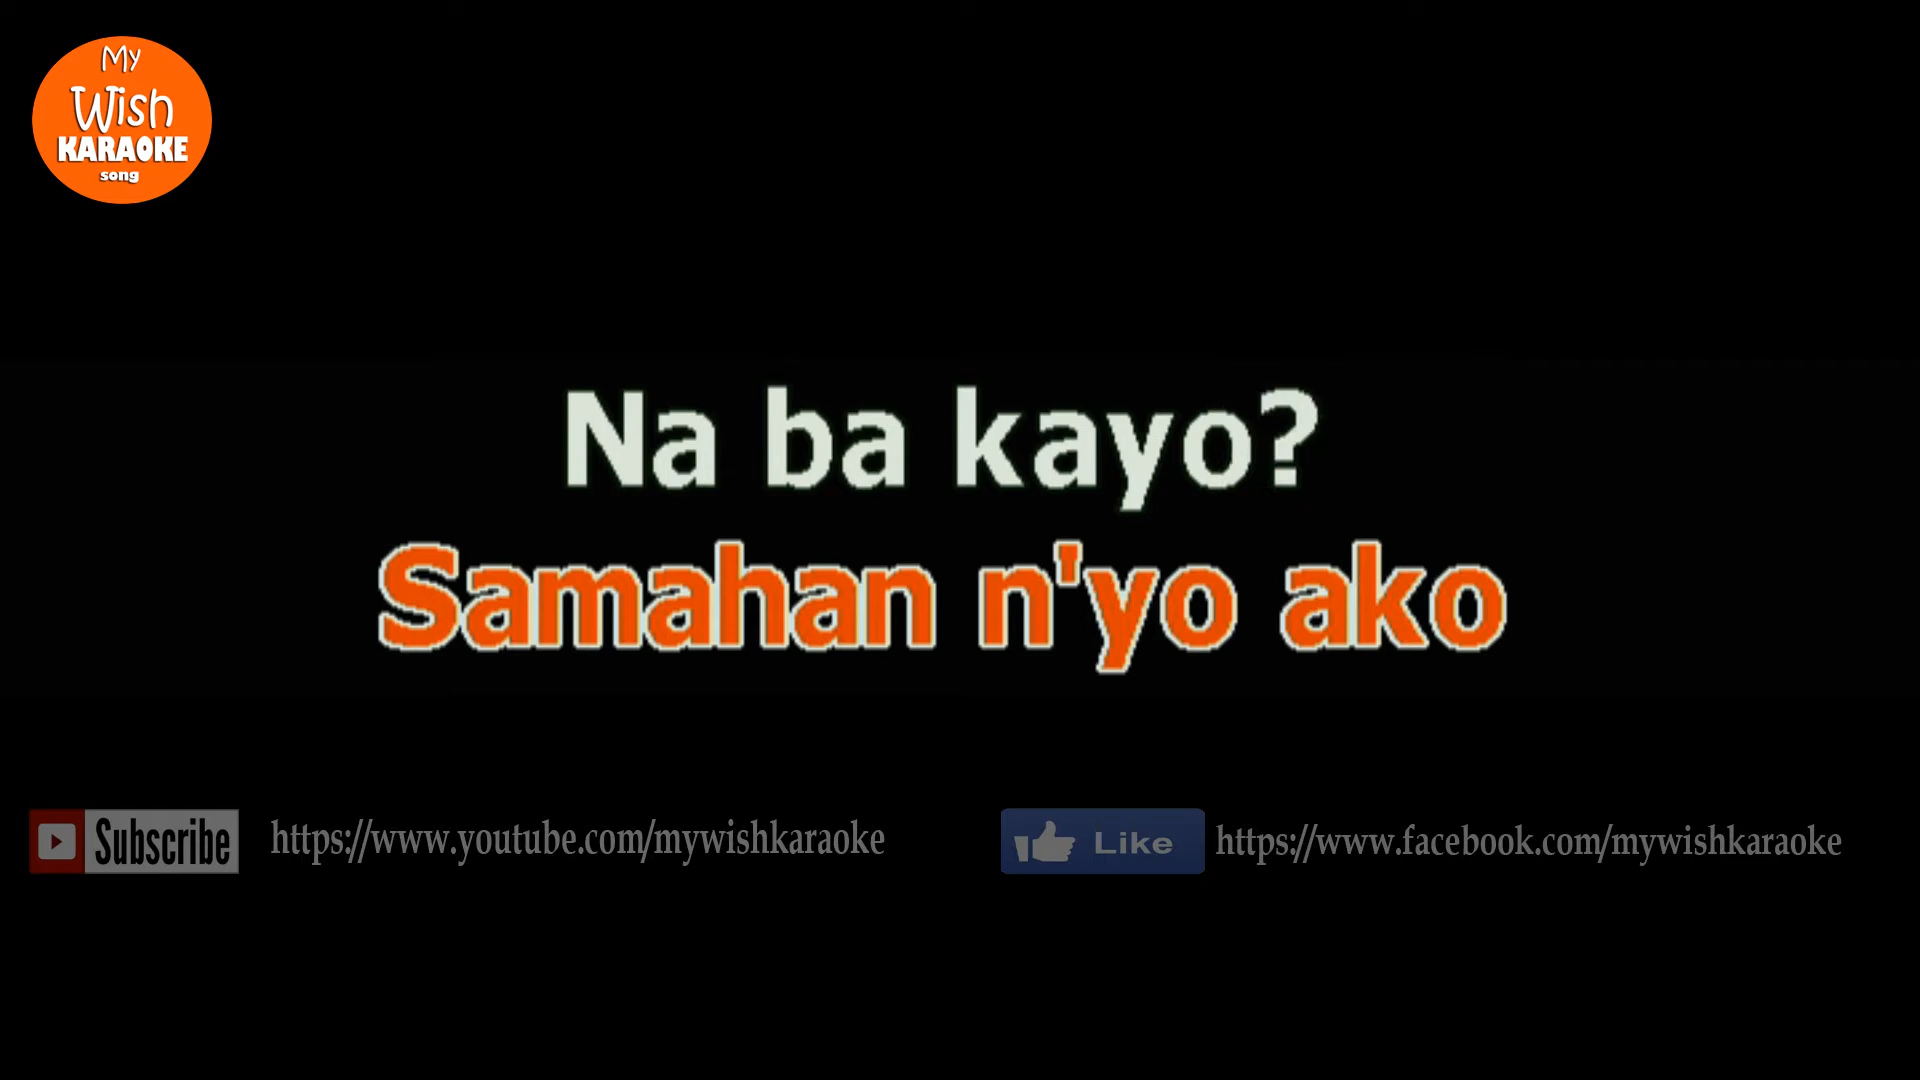 My
Wish
KARAOKE
song
Na ba kayo?
Samahan n'yo ako
Subscribe https://www.youtube.com/mywishkaraoke
Like https://www.facebook.com/mywishkaraoke